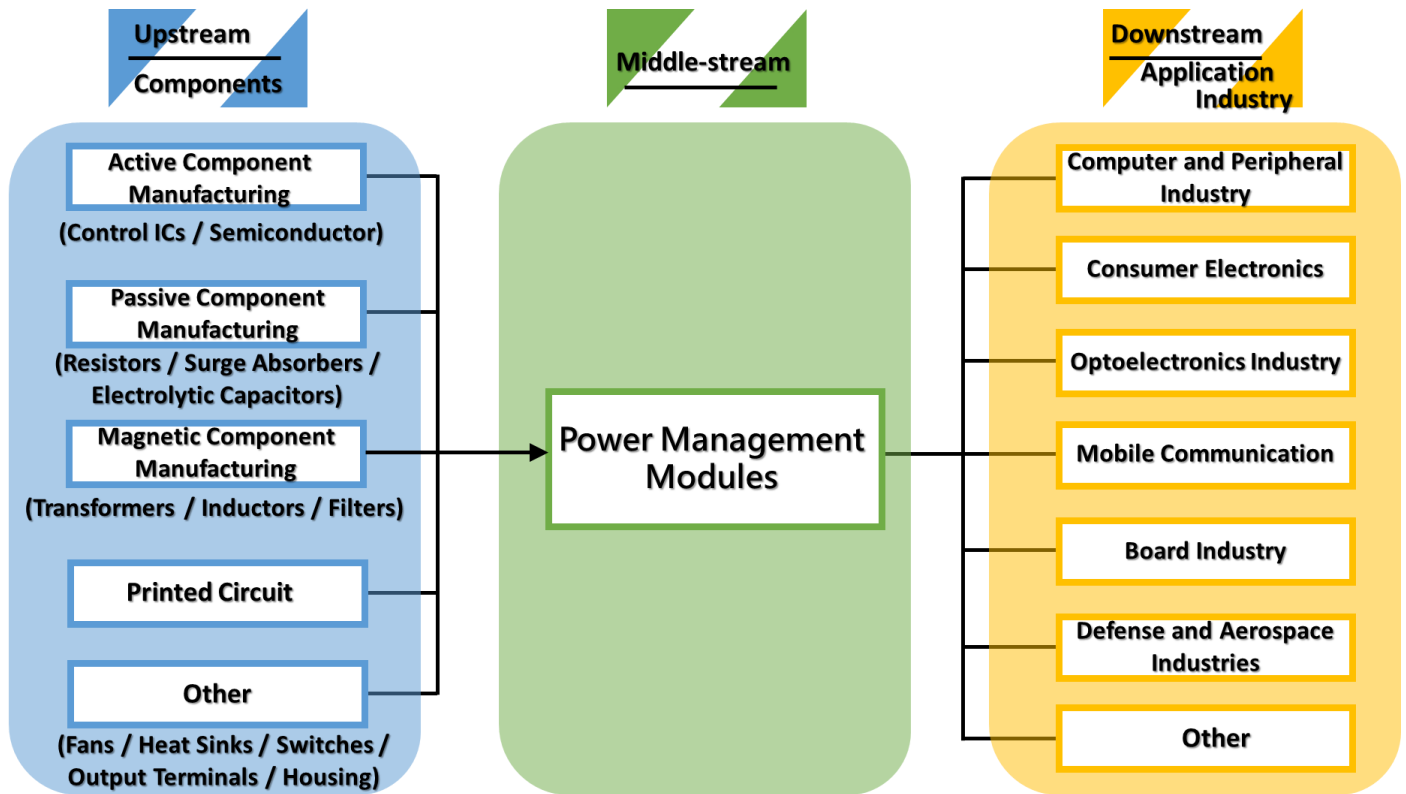 Upstream
Components
Active Component
Manufacturing
(Control ICs / Semiconductor)
Passive Component
Manufacturing
(Resistors / Surge Absorbers /
Electrolytic Capacitors)
Magnetic Component
Manufacturing
(Transformers / Inductors / Filters)
Printed Circuit
Other
(Fans / Heat Sinks / Switches /
Output Terminals / Housing)
Middle-stream
Power Management
Modules
Downstream
Application
Industry
Computer and Peripheral
Industry
Consumer Electronics
Optoelectronics Industry
Mobile Communication
Board Industry
Defense and Aerospace
Industries
Other